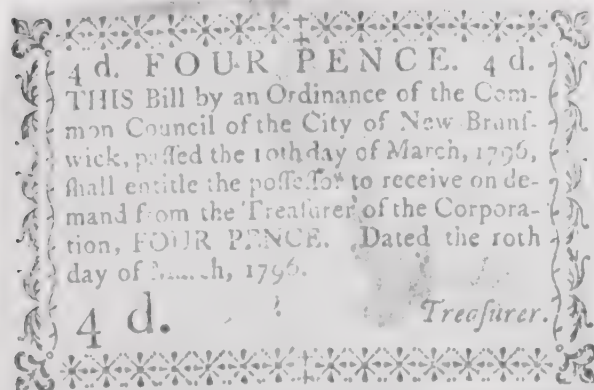 4 d. FOUR PENCE. 4 d.
THIS Bill by an Ordinance of the Com-
mon Council of the City of New Brunſ-
wick, paſſed the 10th day of March, 1796,
ſhall entitle the poſſeſſor to receive on de-
mand from the Treaſurer of the Corpora-
tion, FOUR PENCE. Dated the 10th
day of March, 1796.
4 d. Treaſurer.